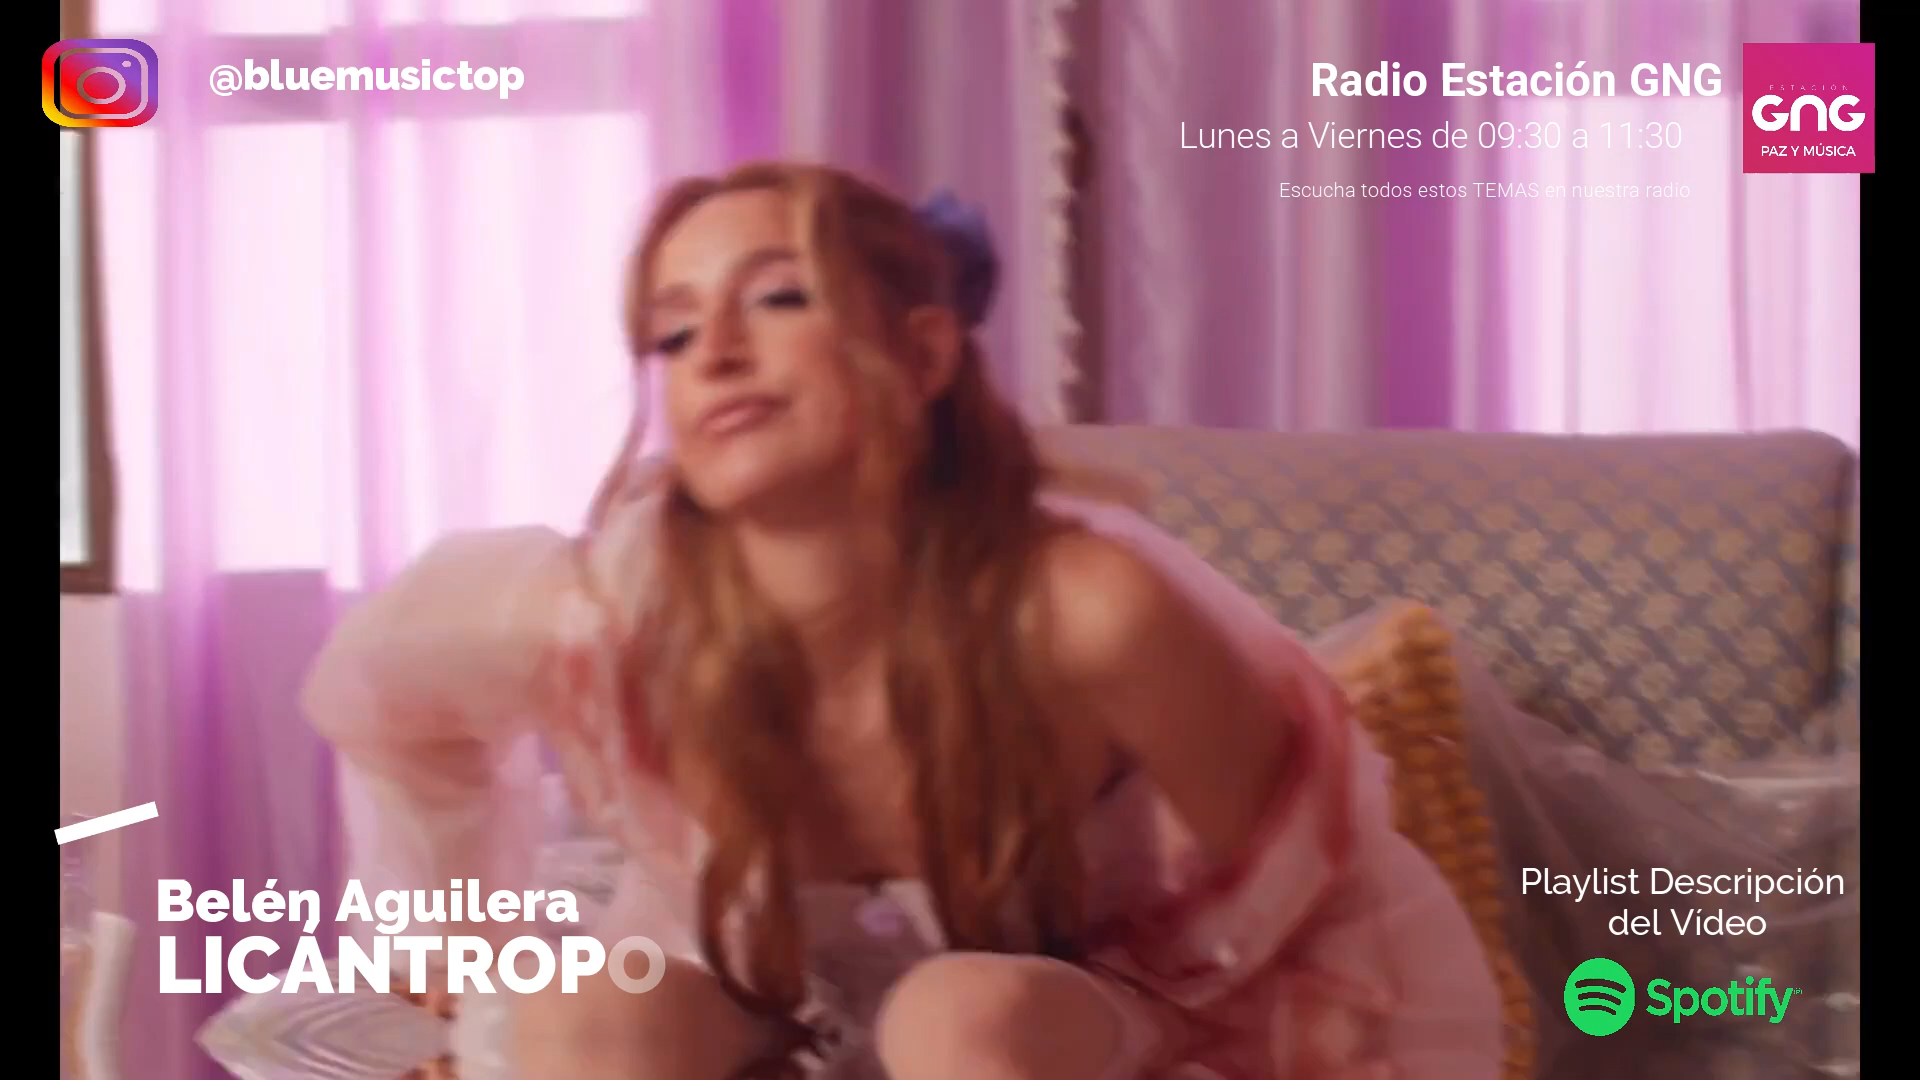 @bluemusictop
Radio Estación GNG
Lunes a Viernes de 09:30 a 11:30
Escucha todos estos TEMAS en nuestra radio
ESTACIÓN
GNG
PAZ Y MÚSICA
Belén Aguilera
LICÁNTROPO
Playlist Descripción
del Vídeo
Spotify